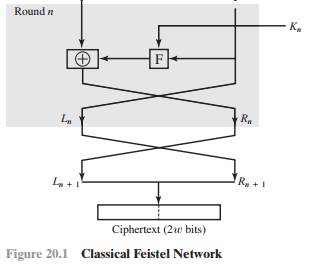 Round n
Kₙ
F
Lₙ
Rₙ
Lₙ ₊ ₁
Rₙ ₊ ₁
Ciphertext (2w bits)
Figure 20.1 Classical Feistel Network